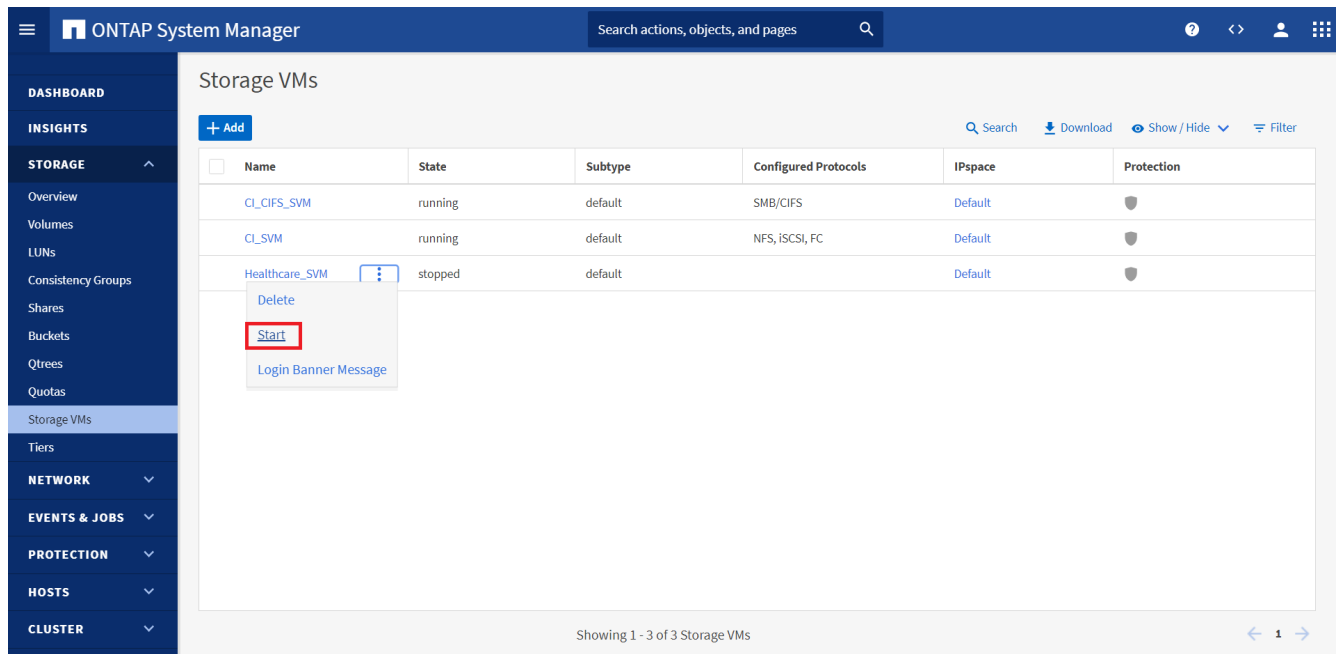 ONTAP System Manager
Search actions, objects, and pages
DASHBOARD
INSIGHTS
STORAGE
Overview
Volumes
LUNs
Consistency Groups
Shares
Buckets
Qtrees
Quotas
Storage VMs
Tiers
NETWORK
EVENTS & JOBS
PROTECTION
HOSTS
CLUSTER
Storage VMs
+ Add
Search Download Show / Hide Filter
Name State Subtype Configured Protocols IPspace Protection
CI_CIFS_SVM running default SMB/CIFS Default
CI_SVM running default NFS, iSCSI, FC Default
Healthcare_SVM stopped default Default
Delete
Start
Login Banner Message
Showing 1 - 3 of 3 Storage VMs
1